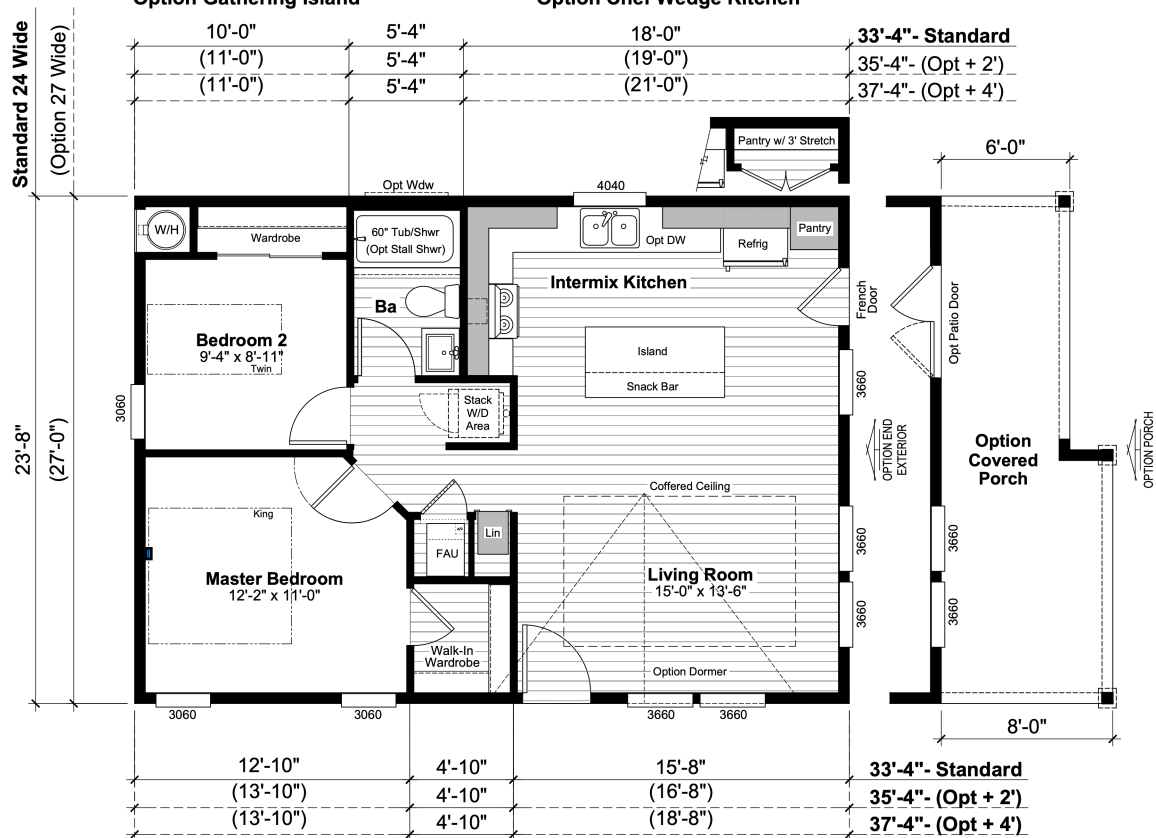 Option Gathering Island
Option Chef Wedge Kitchen
Standard 24 Wide
(Option 27 Wide)
10'-0" 5'-4" 18'-0" 33'-4"- Standard
(11'-0") 5'-4" (19'-0") 35'-4"- (Opt + 2')
(11'-0") 5'-4" (21'-0") 37'-4"- (Opt + 4')
Pantry w/ 3' Stretch
6'-0"
Opt Wdw
4040
W/H
Wardrobe
60" Tub/Shwr
(Opt Stall Shwr)
Opt DW
Refrig
Pantry
Ba
Intermix Kitchen
French
Door
Opt Patio Door
Bedroom 2
9'-4" x 8'-11"
Twin
Island
Snack Bar
3060
3660
Stack
W/D
Area
23'-8"
(27'-0")
OPTION END
EXTERIOR
Option
Covered
Porch
OPTION PORCH
King
Coffered Ceiling
Lin
FAU
3660
3660
Master Bedroom
12'-2" x 11'-0"
Living Room
15'-0" x 13'-6"
3660
3660
Walk-In
Wardrobe
Option Dormer
3060
3060
3660
3660
8'-0"
12'-10" 4'-10" 15'-8" 33'-4"- Standard
(13'-10") 4'-10" (16'-8") 35'-4"- (Opt + 2')
(13'-10") 4'-10" (18'-8") 37'-4"- (Opt + 4')